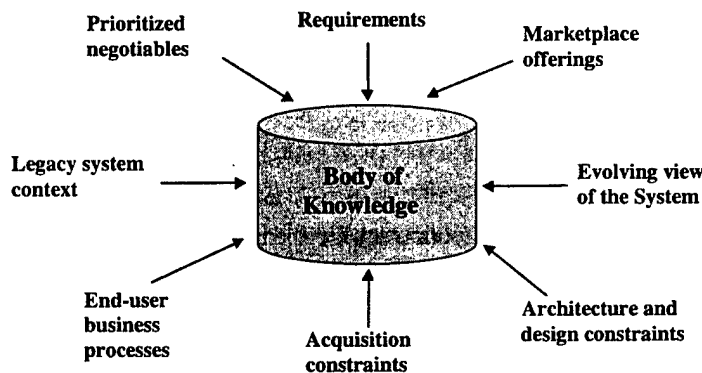 Prioritized
negotiables
Requirements
Marketplace
offerings
Legacy system
context
Body of
Knowledge
Evolving view
of the System
End-user
business
processes
Acquisition
constraints
Architecture and
design constraints